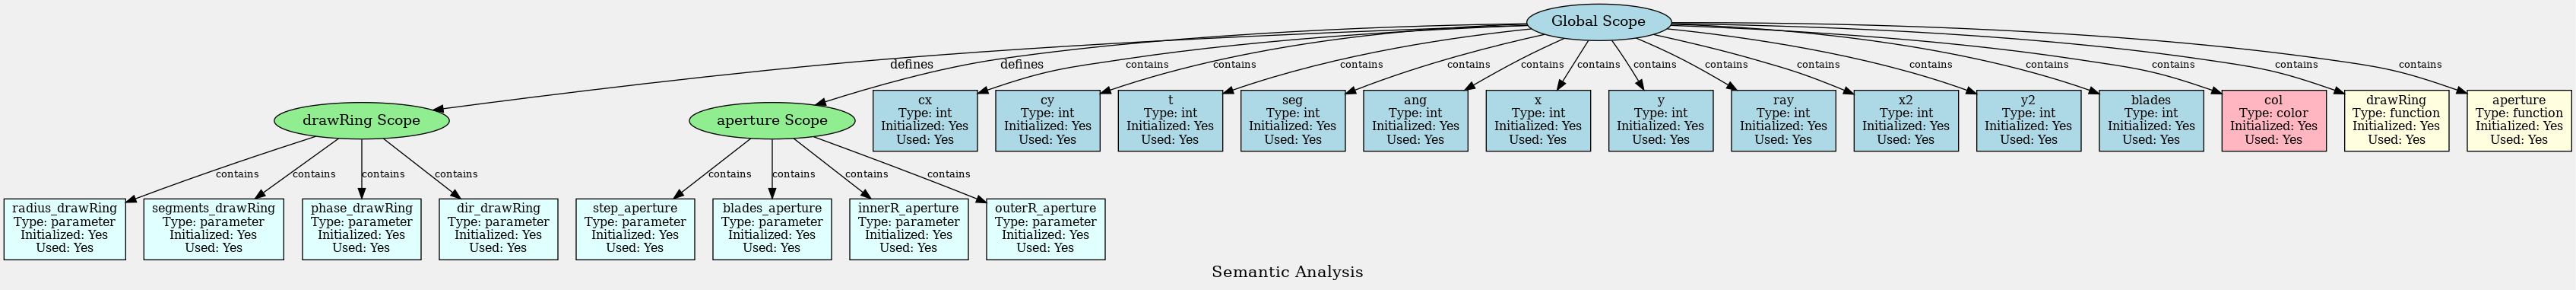 Global Scope
defines
defines
contains
contains
contains
contains
contains
contains
contains
contains
contains
contains
contains
contains
contains
contains
drawRing Scope
aperture Scope
cx
Type: int
Initialized: Yes
Used: Yes
cy
Type: int
Initialized: Yes
Used: Yes
t
Type: int
Initialized: Yes
Used: Yes
seg
Type: int
Initialized: Yes
Used: Yes
ang
Type: int
Initialized: Yes
Used: Yes
x
Type: int
Initialized: Yes
Used: Yes
y
Type: int
Initialized: Yes
Used: Yes
ray
Type: int
Initialized: Yes
Used: Yes
x2
Type: int
Initialized: Yes
Used: Yes
y2
Type: int
Initialized: Yes
Used: Yes
blades
Type: int
Initialized: Yes
Used: Yes
col
Type: color
Initialized: Yes
Used: Yes
drawRing
Type: function
Initialized: Yes
Used: Yes
aperture
Type: function
Initialized: Yes
Used: Yes
contains
contains
contains
contains
contains
contains
contains
contains
radius_drawRing
Type: parameter
Initialized: Yes
Used: Yes
segments_drawRing
Type: parameter
Initialized: Yes
Used: Yes
phase_drawRing
Type: parameter
Initialized: Yes
Used: Yes
dir_drawRing
Type: parameter
Initialized: Yes
Used: Yes
step_aperture
Type: parameter
Initialized: Yes
Used: Yes
blades_aperture
Type: parameter
Initialized: Yes
Used: Yes
innerR_aperture
Type: parameter
Initialized: Yes
Used: Yes
outerR_aperture
Type: parameter
Initialized: Yes
Used: Yes
Semantic Analysis